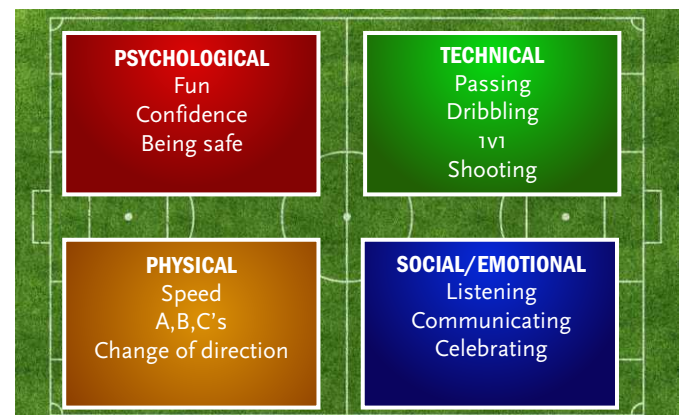 PSYCHOLOGICAL
Fun
Confidence
Being safe
TECHNICAL
Passing
Dribbling
1v1
Shooting
PHYSICAL
Speed
A,B,C's
Change of direction
SOCIAL/EMOTIONAL
Listening
Communicating
Celebrating